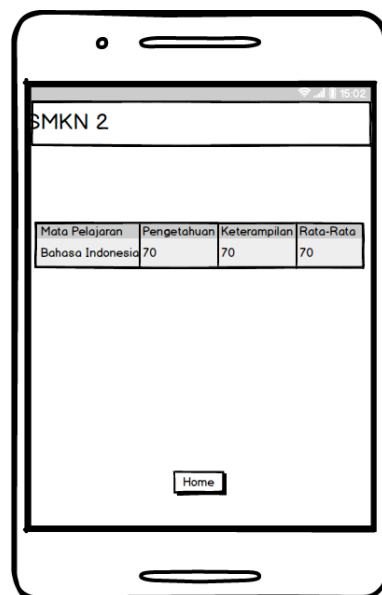 15:02
SMKN 2
Mata Pelajaran Pengetahuan Keterampilan Rata-Rata
Bahasa Indonesia 70 70 70
Home